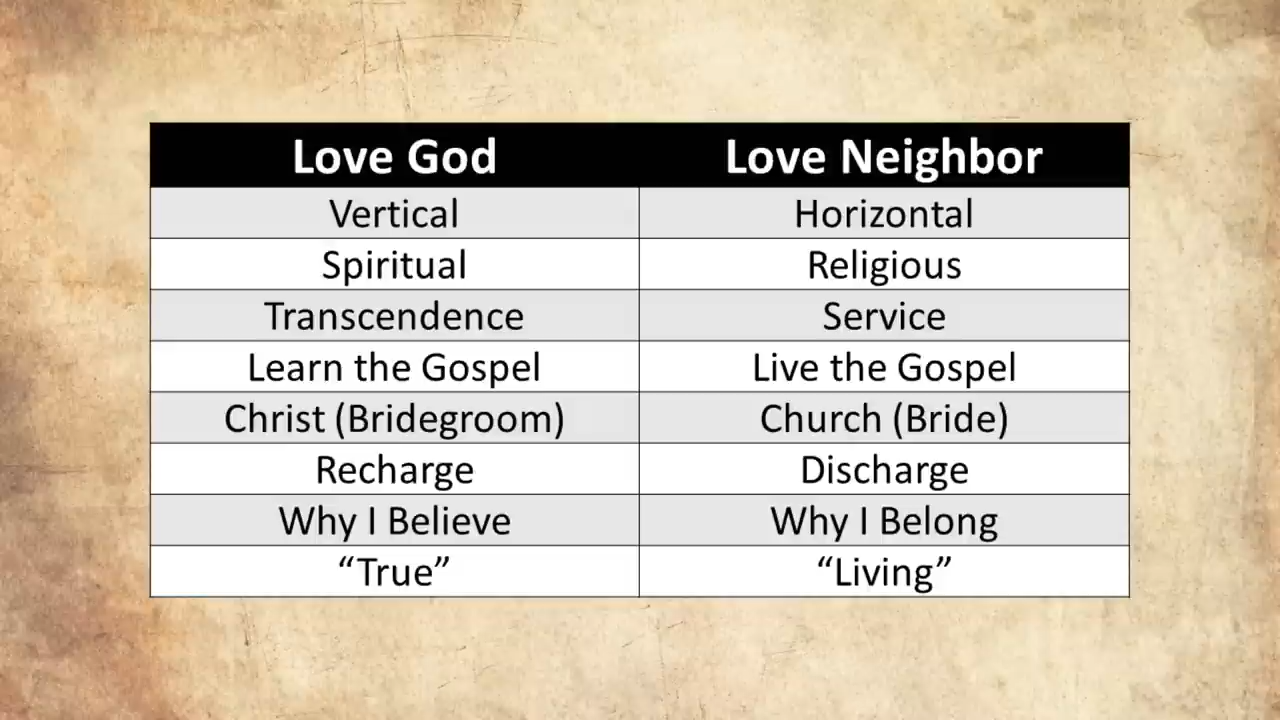 Love God Love Neighbor
Vertical Horizontal
Spiritual Religious
Transcendence Service
Learn the Gospel Live the Gospel
Christ (Bridegroom) Church (Bride)
Recharge Discharge
Why I Believe Why I Belong
“True” “Living”